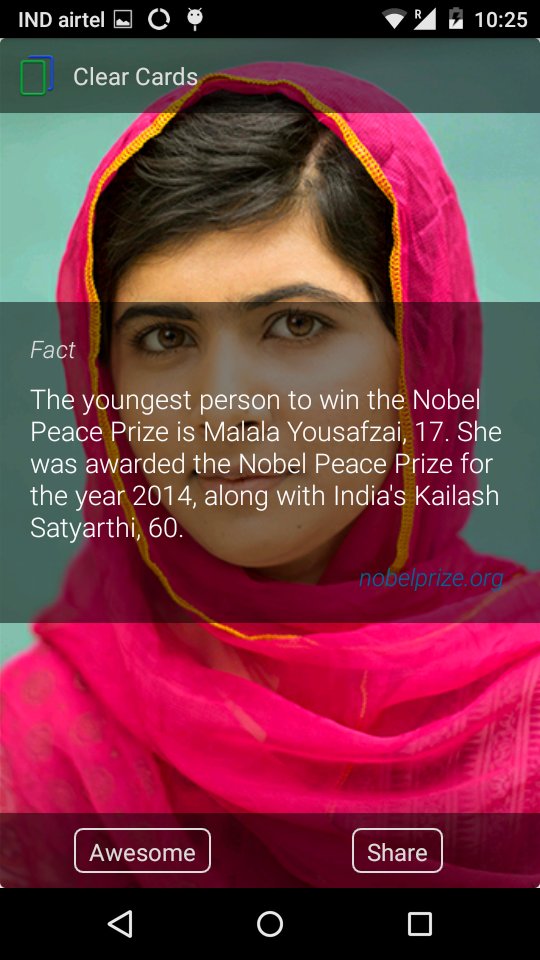 IND airtel
R
10:25
Clear Cards
Fact
The youngest person to win the Nobel
Peace Prize is Malala Yousafzai, 17. She
was awarded the Nobel Peace Prize for
the year 2014, along with India's Kailash
Satyarthi, 60.
nobelprize.org
Awesome
Share